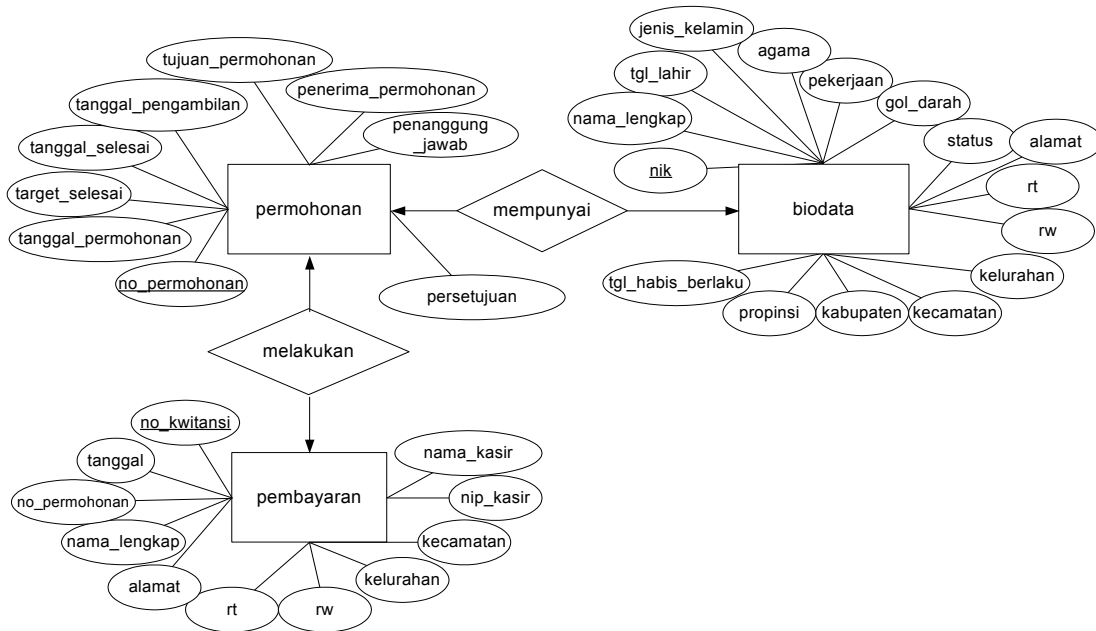 jenis_kelamin
tujuan_permohonan
agama
tgl_lahir
pekerjaan
penerima_permohonan
tanggal_pengambilan
gol_darah
nama_lengkap
penanggung
_jawab
status
alamat
tanggal_selesai
nik
rt
target_selesai
permohonan
mempunyai
biodata
rw
tanggal_permohonan
kelurahan
no_permohonan
persetujuan
tgl_habis_berlaku
propinsi
kabupaten
kecamatan
melakukan
no_kwitansi
nama_kasir
tanggal
no_permohonan
pembayaran
nip_kasir
nama_lengkap
kecamatan
alamat
kelurahan
rt
rw